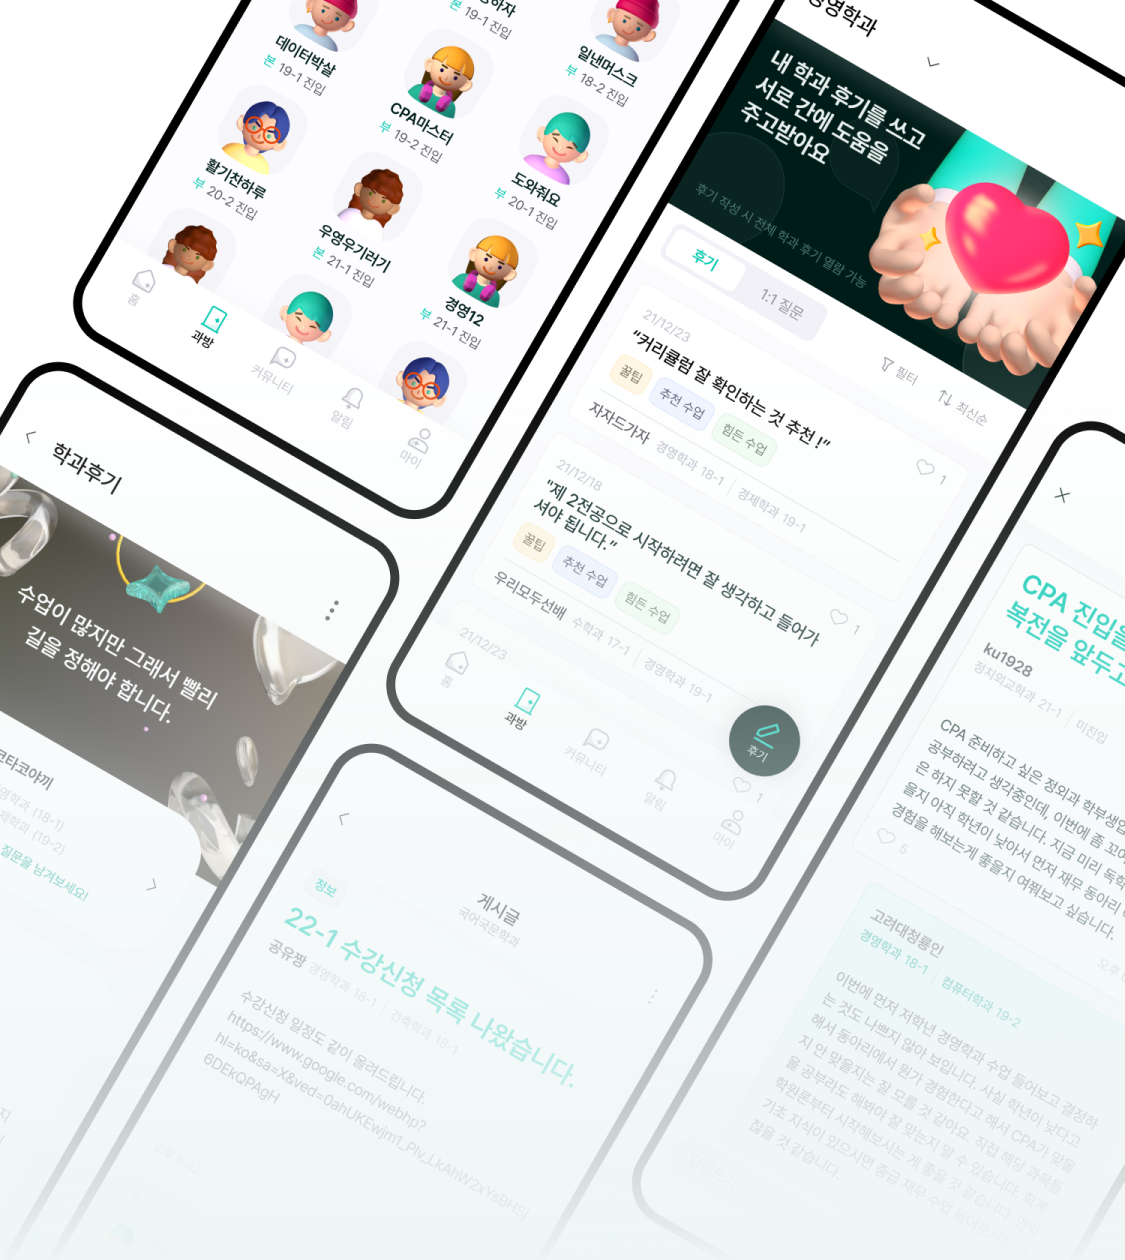 19-1 진입
데이터박살
본 19-1 진입
CPA마스터
부 19-2 진입
일낸머스크
부 18-2 진입
활기찬하루
부 20-2 진입
우영우기러기
본 21-1 진입
도와줘요
부 20-1 진입
경영12
부 21-1 진입
홈
과방
커뮤니티
알림
마이
경영학과
내 학과 후기를 쓰고
서로 간에 도움을
주고받아요
후기 작성 시 전체 학과 후기 열람 가능
후기
1:1 질문
필터
최신순
21/12/23
“커리큘럼 잘 확인하는 것 추천 !”
꿀팁
추천 수업
힘든 수업
자자드가자 경영학과 18-1 | 경제학과 19-1
1
21/12/18
“제 2전공으로 시작하려면 잘 생각하고 들어가
셔야 됩니다.”
꿀팁
추천 수업
힘든 수업
우리모두선배 수학과 17-1 | 경영학과 19-1
1
21/12/23
후기
1
홈
과방
커뮤니티
알림
마이
학과후기
수업이 많지만 그래서 빨리
길을 정해야 합니다.
코타코야끼
영학과 (18-1)
제학과 (19-2)
질문을 남겨보세요!
게시글
국어국문학과
정보
22-1 수강신청 목록 나왔습니다.
공유짱 경영학과 18-1 | 건축학과 18-1
수강신청 일정도 같이 올려드립니다.
https://www.google.com/webhp?
hl=ko&sa=X&ved=0ahUKEwjm1_Plv_LkAhW2xYsBHSj
6DEkQPAgH
CPA 진입을
복전을 앞두고
ku1928
정치외교학과 21-1 | 미진입
CPA 준비하고 싶은 정외과 학부생입
공부하려고 생각중인데, 이번에 좀 꼬여
은 하지 못할 것 같습니다. 지금 미리 독학
을지 아직 학년이 낮아서 먼저 재무 동아리
경험을 해보는게 좋을지 여쭤보고 싶습니다.
5
고려대청룡인
경영학과 18-1 | 컴퓨터학과 19-2
이번에 먼저 저학년 경영학과 수업 들어보고 결정하
는 것도 나쁘지 않아 보입니다. 사실 학년이 낮다고
해서 동아리에서 뭔가 경험한다고 해서 CPA가 맞을
지 안 맞을지는 잘 모를 것 같아요. 직접 해당 과목들
을 공부라도 해봐야 잘 맞는지 알 수 있습니다. 회계
학원론부터 시작해보시는 게 좋을 것 같습니다. 만약
기초 지식이 있으시면 중급 재무 수업 들어보시는
찮을 것 같습니다.